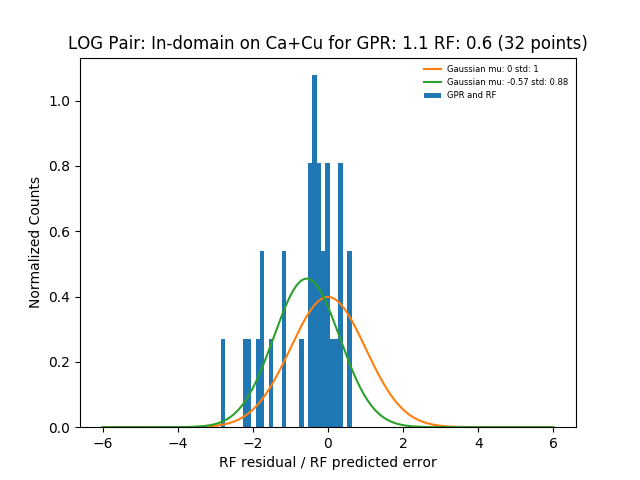 LOG Pair: In-domain on Ca+Cu for GPR: 1.1 RF: 0.6 (32 points)
Gaussian mu: 0 std: 1
Gaussian mu: -0.57 std: 0.88
GPR and RF
1.0
0.8
0.6
0.4
0.2
0.0
Normalized Counts
−6 −4 −2 0 2 4 6
RF residual / RF predicted error